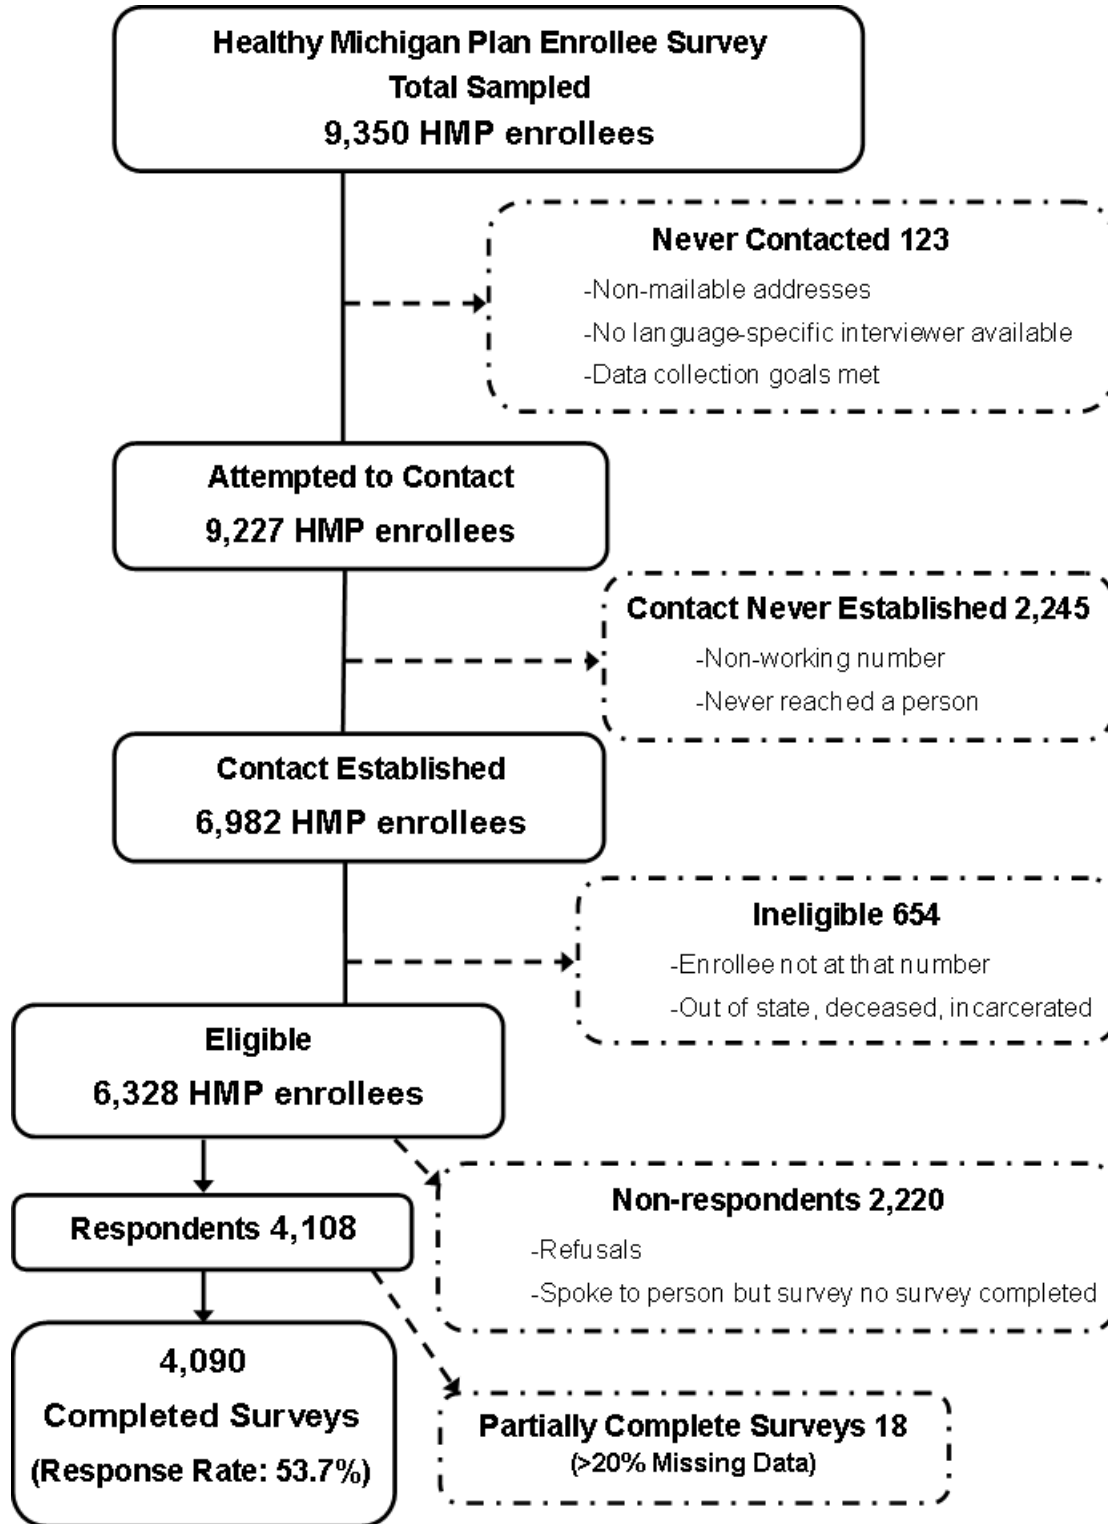 Healthy Michigan Plan Enrollee Survey
Total Sampled
9,350 HMP enrollees
Never Contacted 123
-Non-mailable addresses
-No language-specific interviewer available
-Data collection goals met
Attempted to Contact
9,227 HMP enrollees
Contact Never Established 2,245
-Non-working number
-Never reached a person
Contact Established
6,982 HMP enrollees
Ineligible 654
-Enrollee not at that number
-Out of state, deceased, incarcerated
Eligible
6,328 HMP enrollees
Non-respondents 2,220
-Refusals
-Spoke to person but survey no survey completed
Respondents 4,108
4,090
Completed Surveys
(Response Rate: 53.7%)
Partially Complete Surveys 18
(>20% Missing Data)